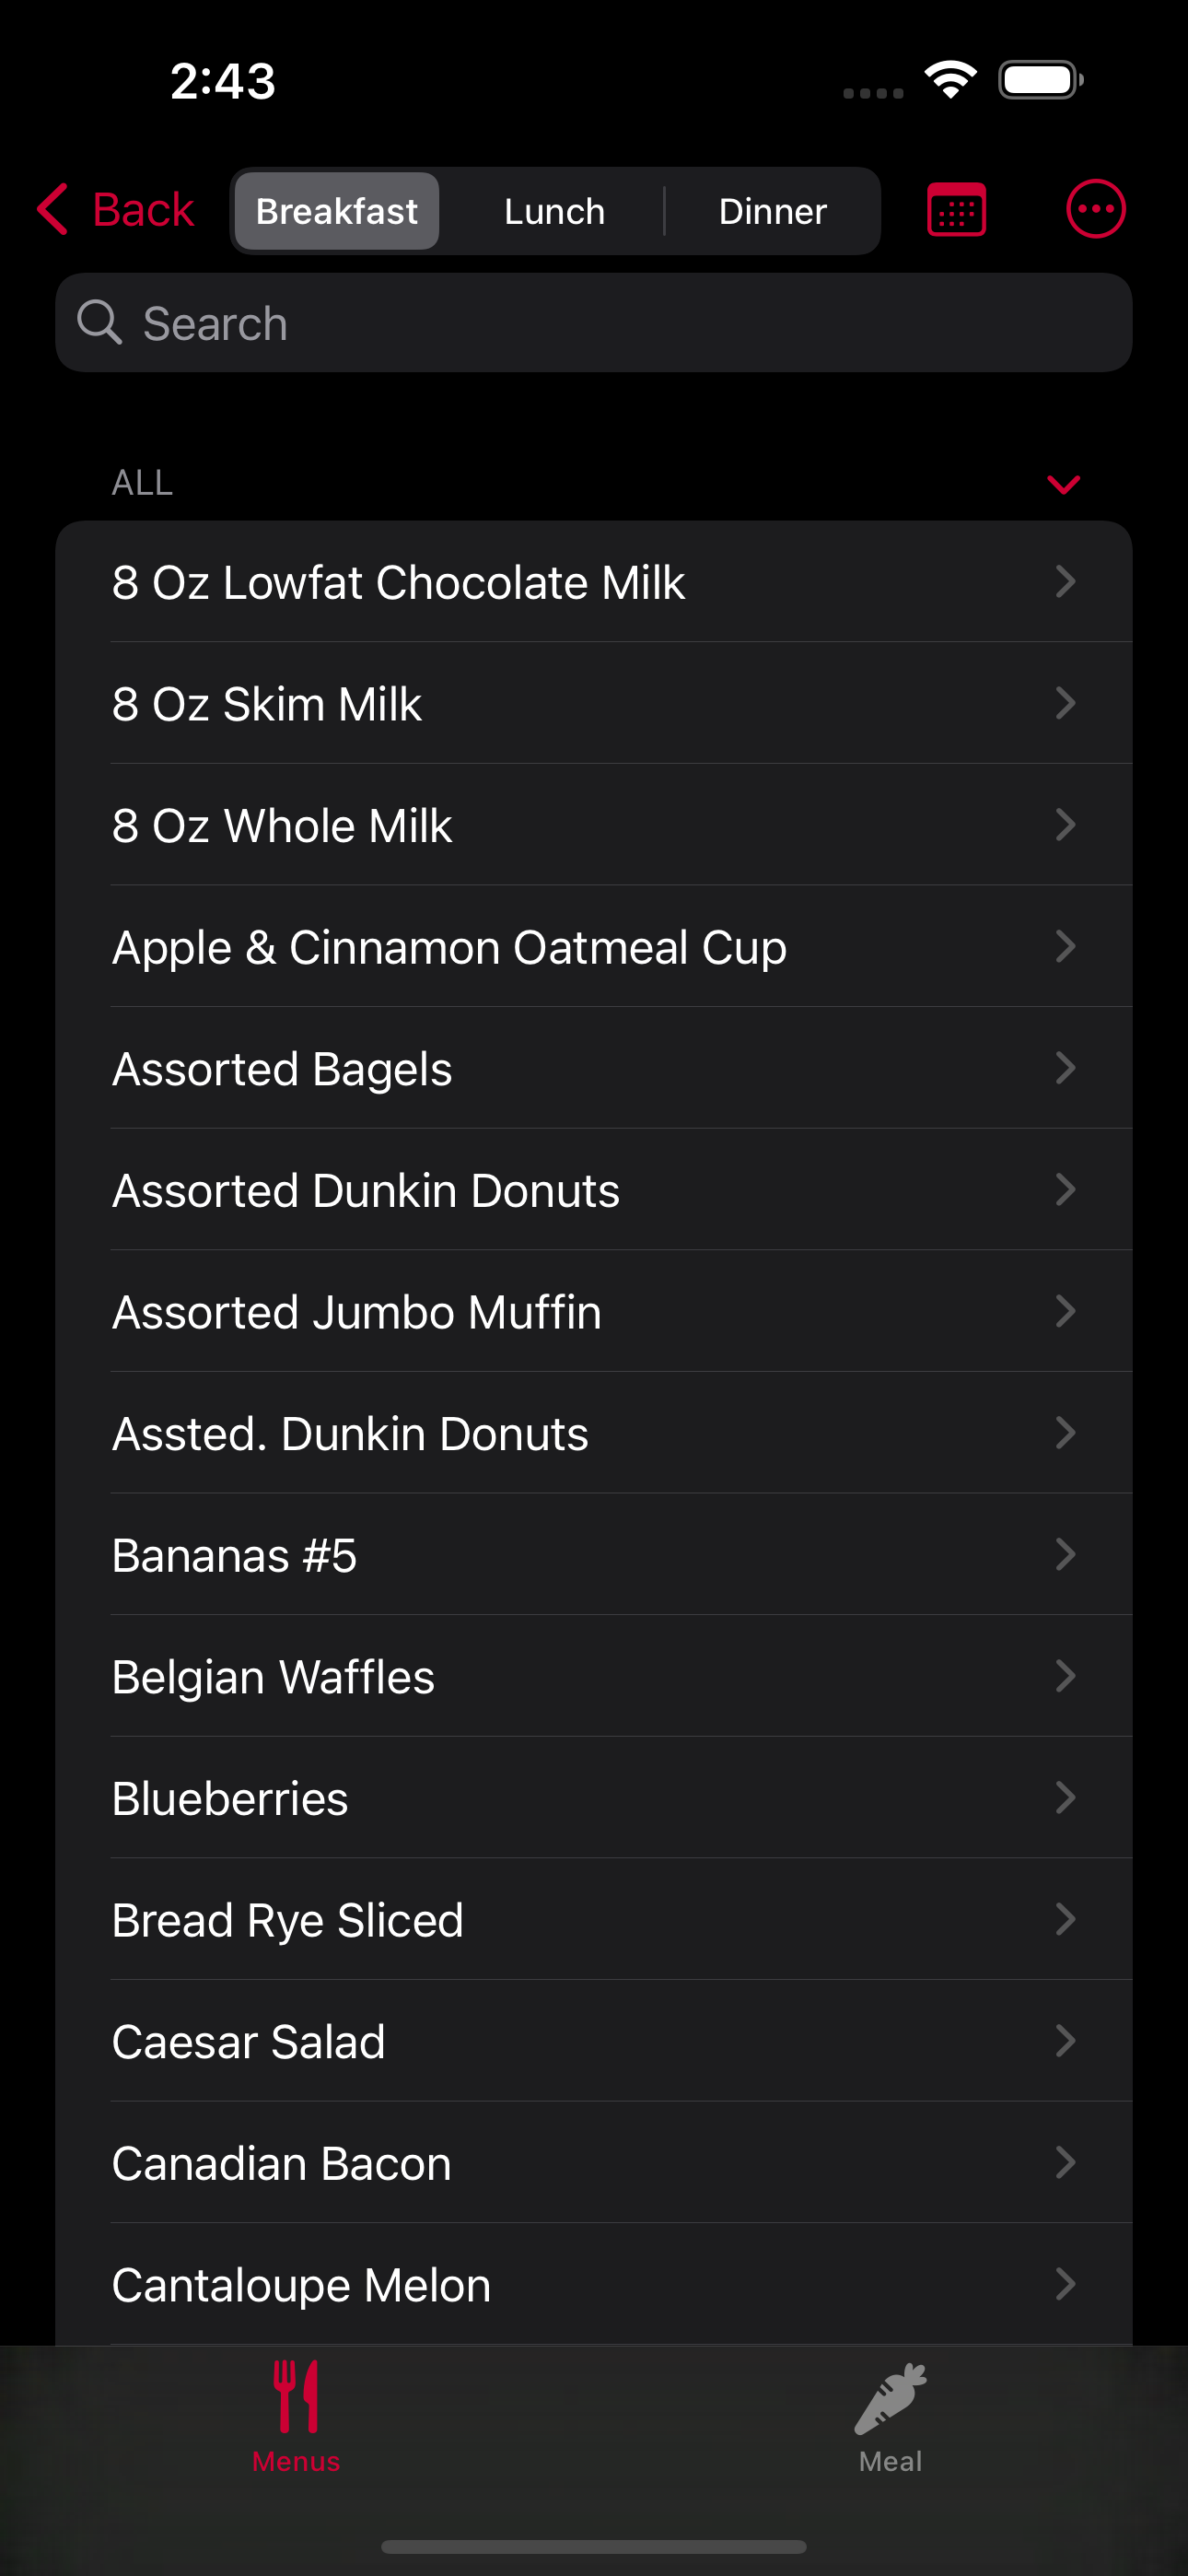 2:43
Back
Breakfast
Lunch
Dinner
Search
ALL
8 Oz Lowfat Chocolate Milk
8 Oz Skim Milk
8 Oz Whole Milk
Apple & Cinnamon Oatmeal Cup
Assorted Bagels
Assorted Dunkin Donuts
Assorted Jumbo Muffin
Assted. Dunkin Donuts
Bananas #5
Belgian Waffles
Blueberries
Bread Rye Sliced
Caesar Salad
Canadian Bacon
Cantaloupe Melon
Menus
Meal